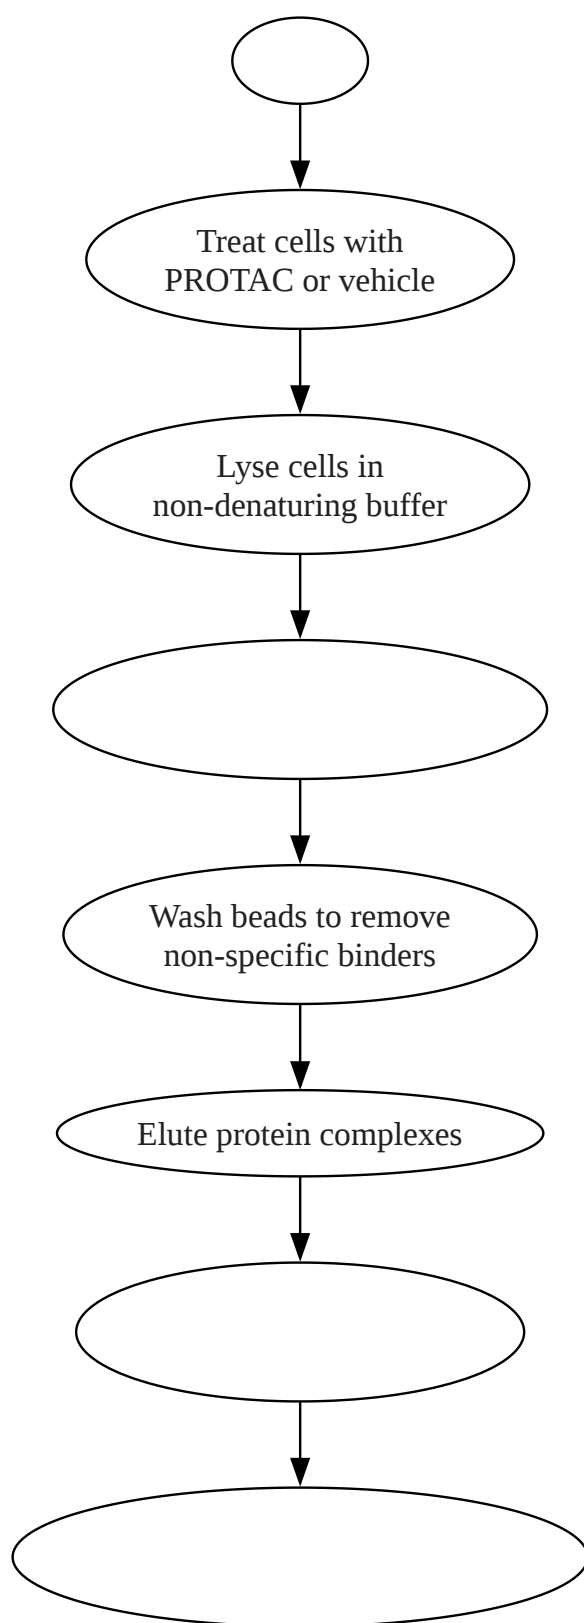 Treat cells with
PROTAC or vehicle
Lyse cells in
non-denaturing buffer
Wash beads to remove
non-specific binders
Elute protein complexes